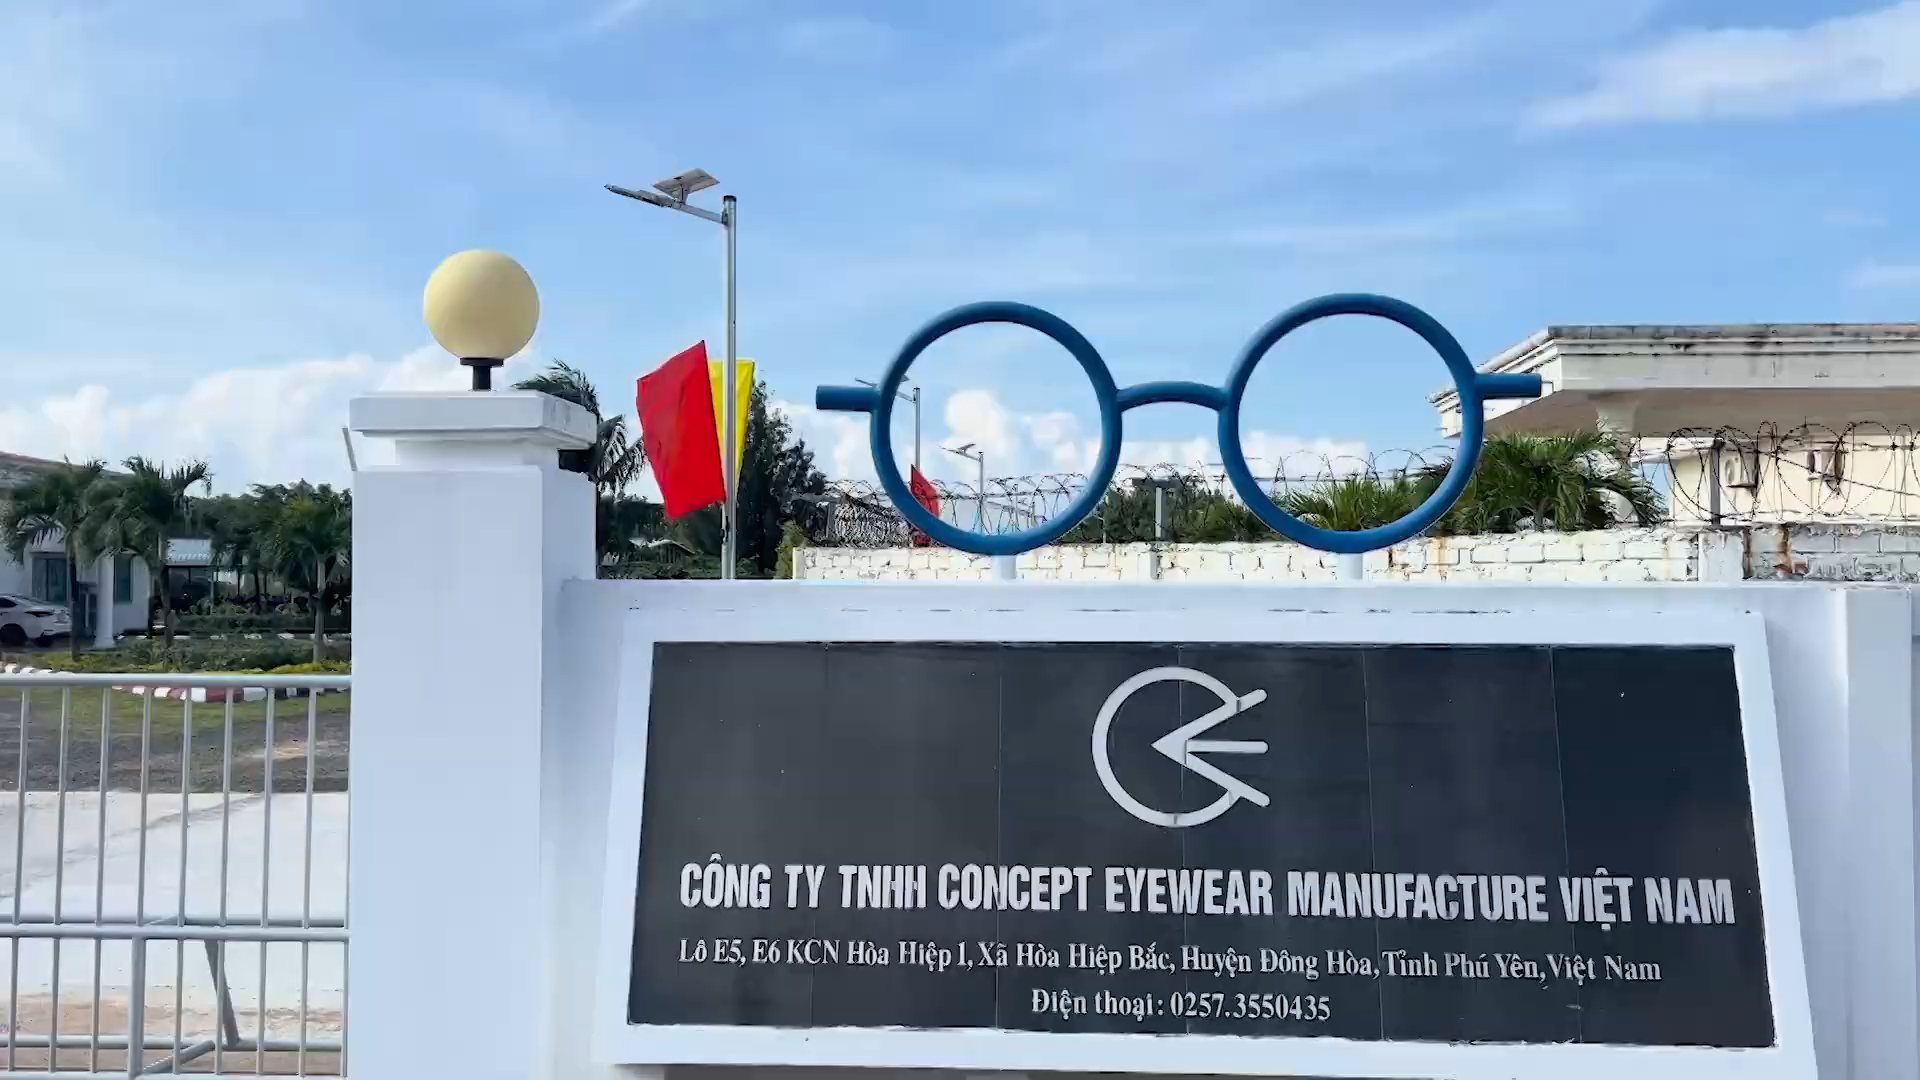 CÔNG TY TNHH CONCEPT EYEWEAR MANUFACTURE VIỆT NAM
Lô E5, E6 KCN Hòa Hiệp 1, Xã Hòa Hiệp Bắc, Huyện Đông Hòa, Tỉnh Phú Yên, Việt Nam
Điện thoại: 0257.3550435